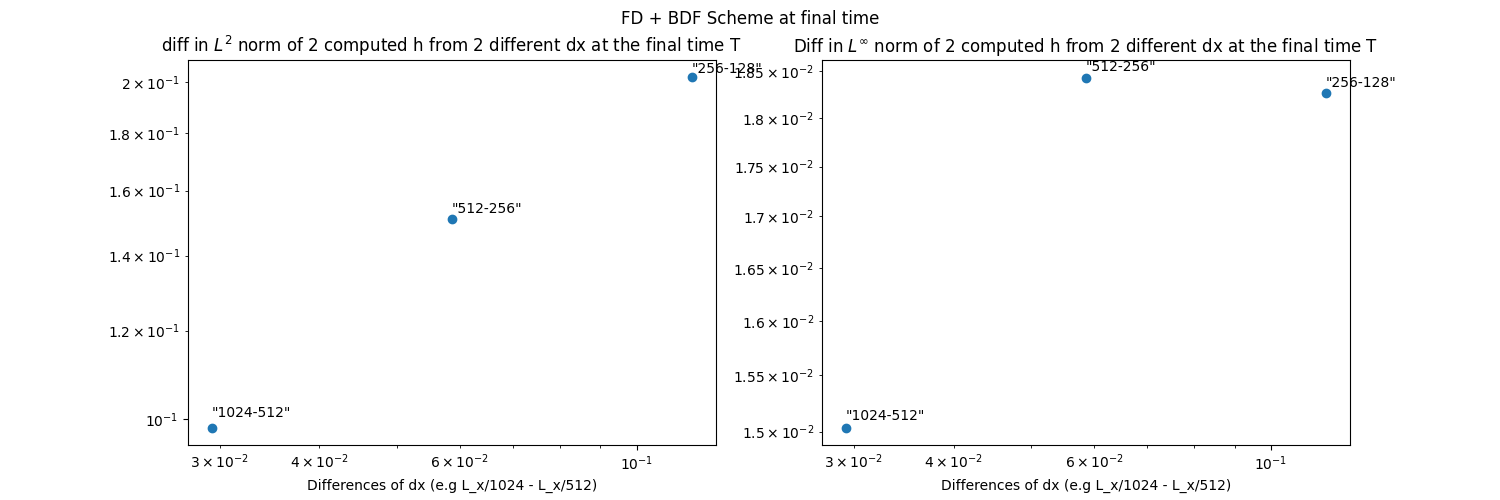 FD + BDF Scheme at final time
diff in $L^2$ norm of 2 computed h from 2 different dx at the final time T
2 × 10⁻¹
1.8 × 10⁻¹
1.6 × 10⁻¹
1.4 × 10⁻¹
1.2 × 10⁻¹
10⁻¹
"256-128"
"512-256"
"1024-512"
3 × 10⁻²
4 × 10⁻²
6 × 10⁻²
10⁻¹
Differences of dx (e.g L_x/1024 - L_x/512)
Diff in $L^\infty$ norm of 2 computed h from 2 different dx at the final time T
1.85 × 10⁻²
1.8 × 10⁻²
1.75 × 10⁻²
1.7 × 10⁻²
1.65 × 10⁻²
1.6 × 10⁻²
1.55 × 10⁻²
1.5 × 10⁻²
"512-256"
"256-128"
"1024-512"
3 × 10⁻²
4 × 10⁻²
6 × 10⁻²
10⁻¹
Differences of dx (e.g L_x/1024 - L_x/512)